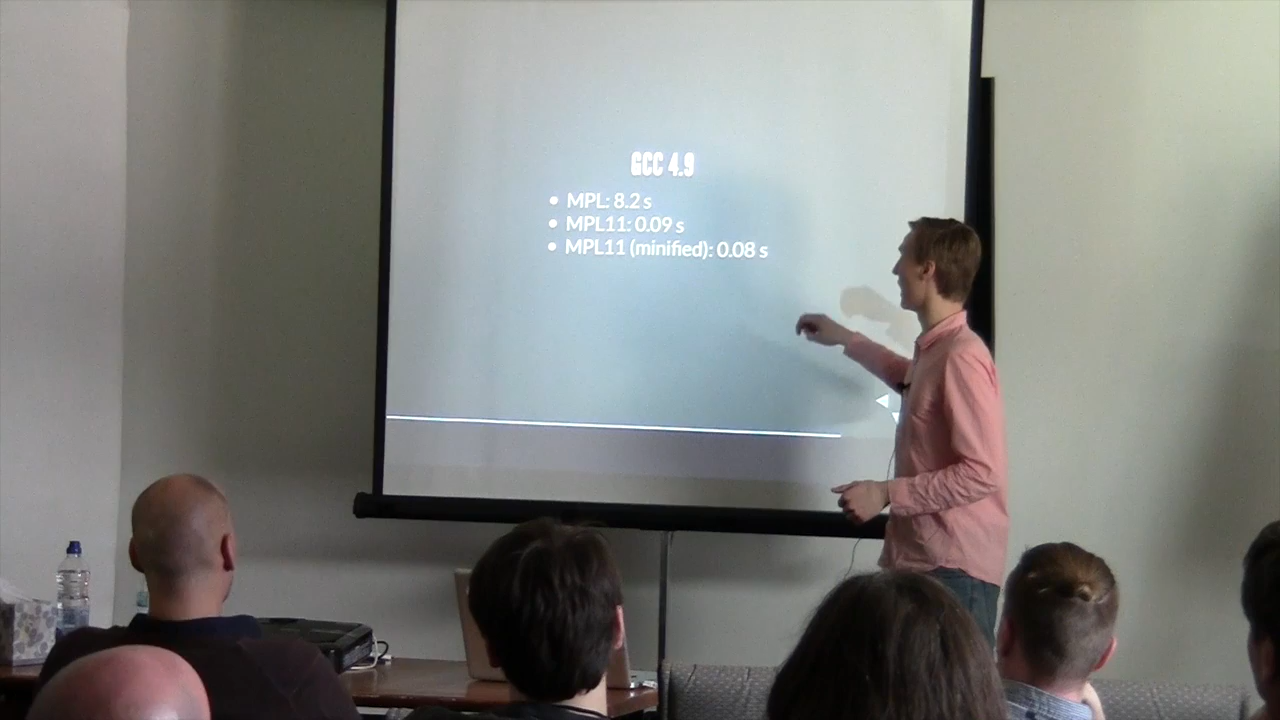 GCC 4.9
• MPL: 8.2 s
• MPL11: 0.09 s
• MPL11 (minified): 0.08 s